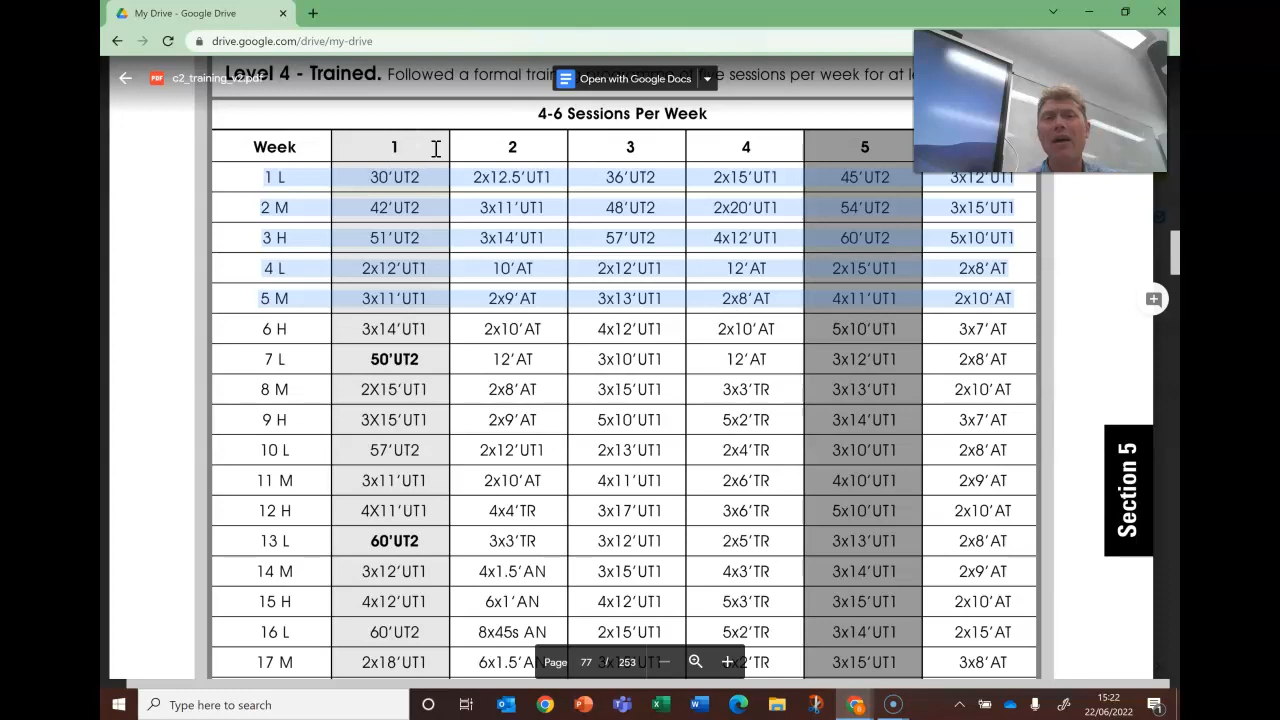 My Drive - Google Drive
drive.google.com/drive/my-drive
Level 4 - Trained. Followed a formal sessions per week for at
c2_training_v2.pdf
Open with Google Docs
4-6 Sessions Per Week
Week 1 2 3 4 5
1 L 30'UT2 2x12.5'UT1 36'UT2 2x15'UT1 45'UT2 3x12'UT1
2 M 42'UT2 3x11'UT1 48'UT2 2x20'UT1 54'UT2 3x15'UT1
3 H 51'UT2 3x14'UT1 57'UT2 4x12'UT1 60'UT2 5x10'UT1
4 L 2x12'UT1 10'AT 2x12'UT1 12'AT 2x15'UT1 2x8'AT
5 M 3x11'UT1 2x9'AT 3x13'UT1 2x8'AT 4x11'UT1 2x10'AT
6 H 3x14'UT1 2x10'AT 4x12'UT1 2x10'AT 5x10'UT1 3x7'AT
7 L 50'UT2 12'AT 3x10'UT1 12'AT 3x12'UT1 2x8'AT
8 M 2X15'UT1 2x8'AT 3x15'UT1 3x3'TR 3x13'UT1 2x10'AT
9 H 3X15'UT1 2x9'AT 5x10'UT1 5x2'TR 3x14'UT1 3x7'AT
10 L 57'UT2 2x12'UT1 2x13'UT1 2x4'TR 3x10'UT1 2x8'AT
11 M 3x11'UT1 2x10'AT 4x11'UT1 2x6'TR 4x10'UT1 2x9'AT
12 H 4X11'UT1 4x4'TR 3x17'UT1 3x6'TR 5x10'UT1 2x10'AT
13 L 60'UT2 3x3'TR 3x12'UT1 2x5'TR 3x13'UT1 2x8'AT
14 M 3x12'UT1 4x1.5'AN 3x15'UT1 4x3'TR 3x14'UT1 2x9'AT
15 H 4x12'UT1 6x1'AN 4x12'UT1 5x3'TR 3x15'UT1 2x10'AT
16 L 60'UT2 8x45s AN 2x15'UT1 5x2'TR 3x14'UT1 2x15'AT
17 M 2x18'UT1 6x1.5'AN 3x15'UT1 3x8'AT
Section 5
Page 77 / 253
Type here to search
15:22
22/06/2022